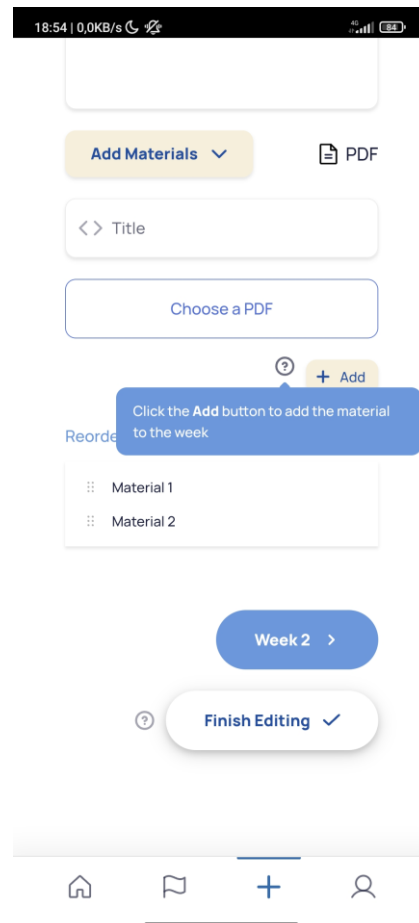 18:54 | 0,0KB/s
4G
84
Add Materials
PDF
<> Title
Choose a PDF
+ Add
Click the Add button to add the material
to the week
Reorde
Material 1
Material 2
Week 2 >
Finish Editing